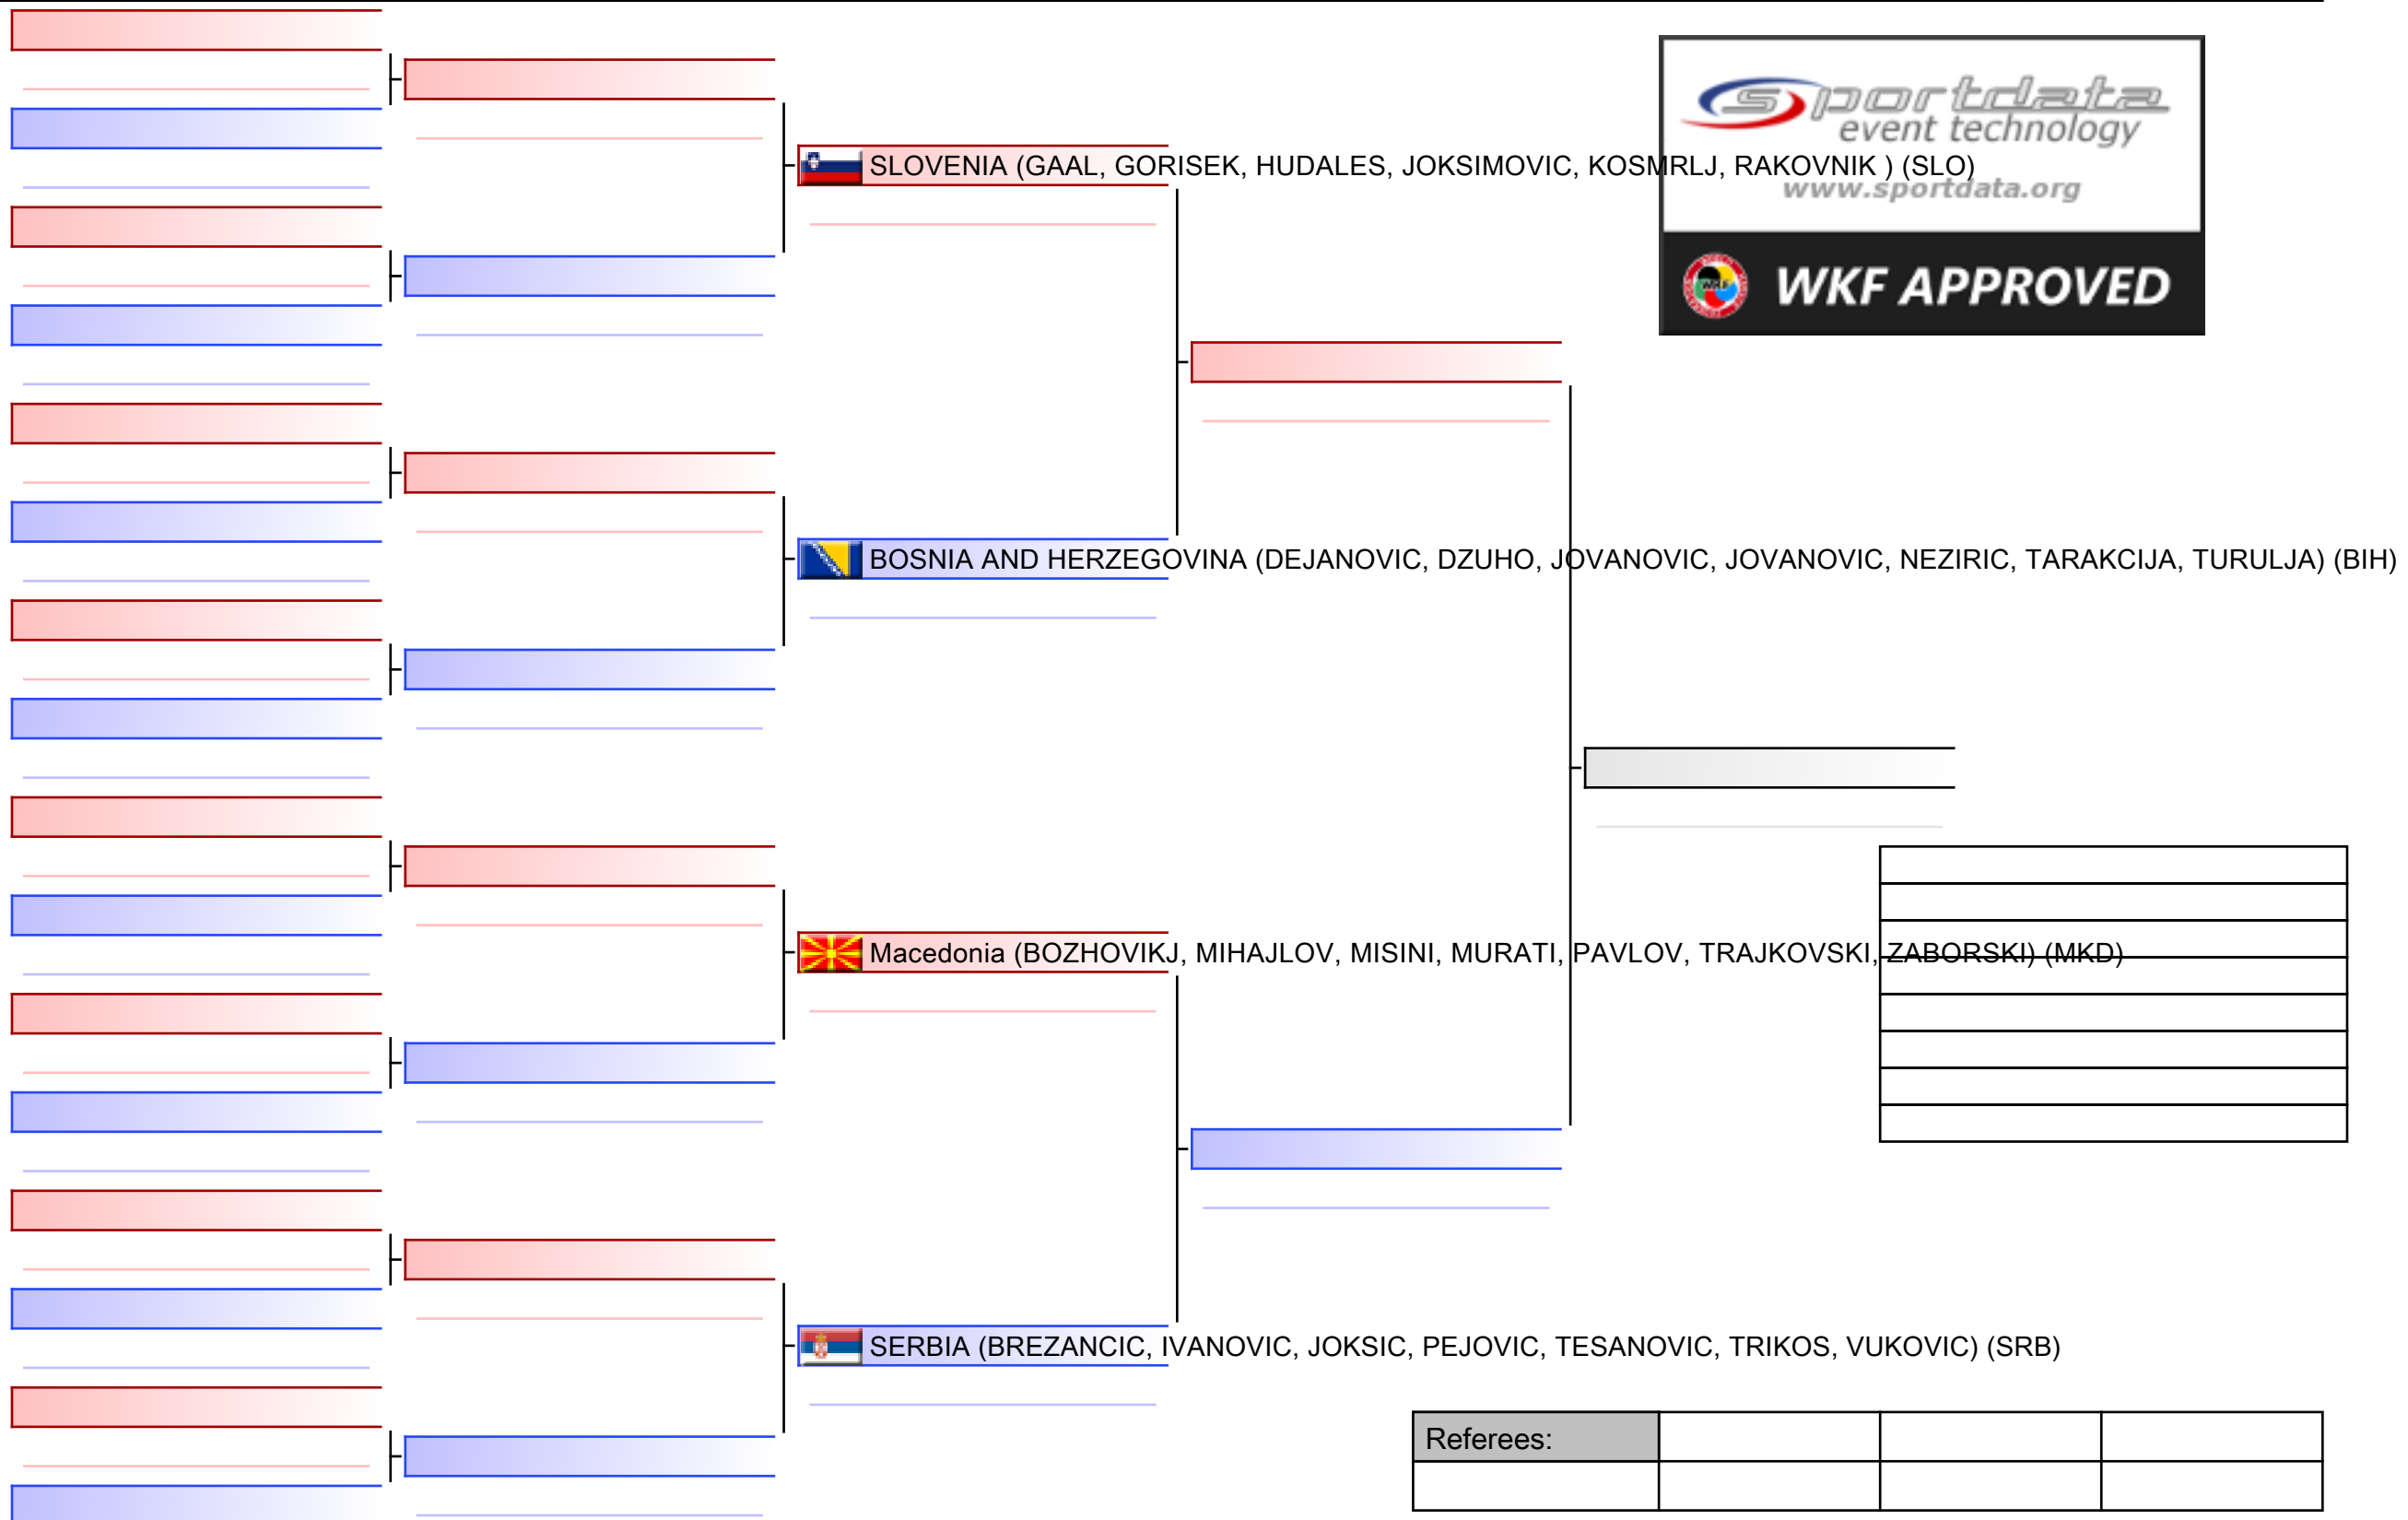 sportdata
event technology
SLOVENIA (GAAL, GORISEK, HUDALES, JOKSIMOVIC, KOSMRLJ, RAKOVNIK ) (SLO)
www.sportdata.org
WKF APPROVED
BOSNIA AND HERZEGOVINA (DEJANOVIC, DZUHO, JOVANOVIC, JOVANOVIC, NEZIRIC, TARAKCIJA, TURULJA) (BIH)
Macedonia (BOZHOVIKJ, MIHAJLOV, MISINI, MURATI, PAVLOV, TRAJKOVSKI, ZABORSKI) (MKD)
SERBIA (BREZANCIC, IVANOVIC, JOKSIC, PEJOVIC, TESANOVIC, TRIKOS, VUKOVIC) (SRB)
Referees: